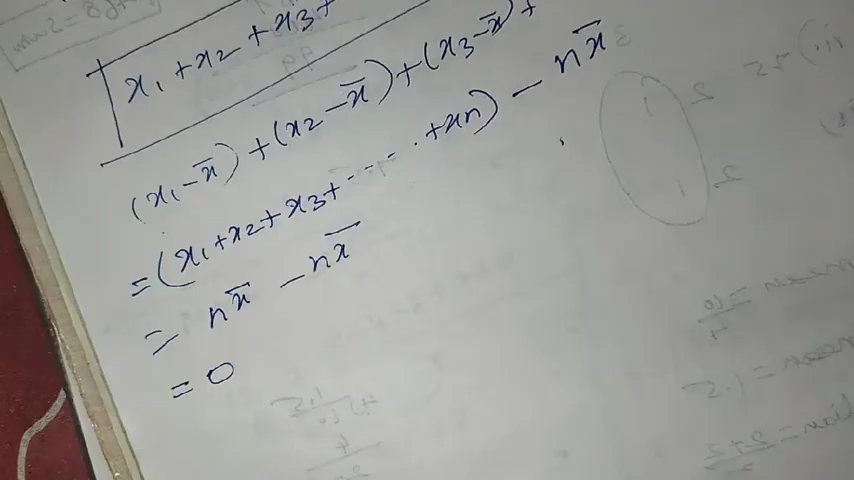 x₁ + x₂ + x₃ +
(x₁ - x̅) + (x₂ - x̅) + (x₃ - x̅) +
= (x₁ + x₂ + x₃ + - - - . + xn) - nx̅
= nx̅ - nx̅
= 0